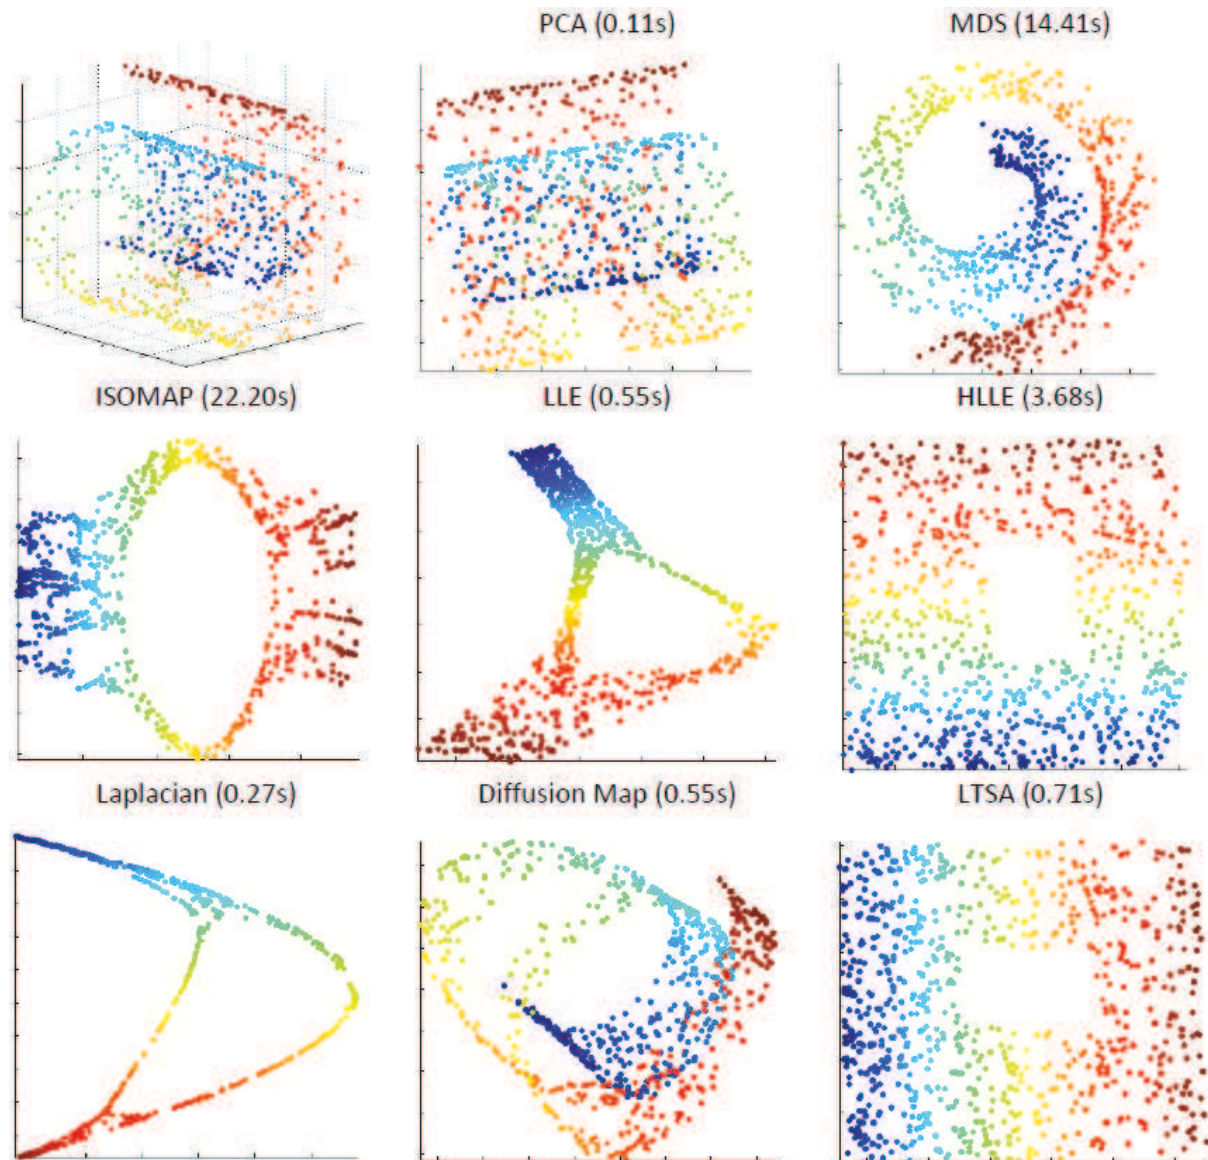 PCA (0.11s)
MDS (14.41s)
ISOMAP (22.20s)
LLE (0.55s)
HLLE (3.68s)
Laplacian (0.27s)
Diffusion Map (0.55s)
LTSA (0.71s)